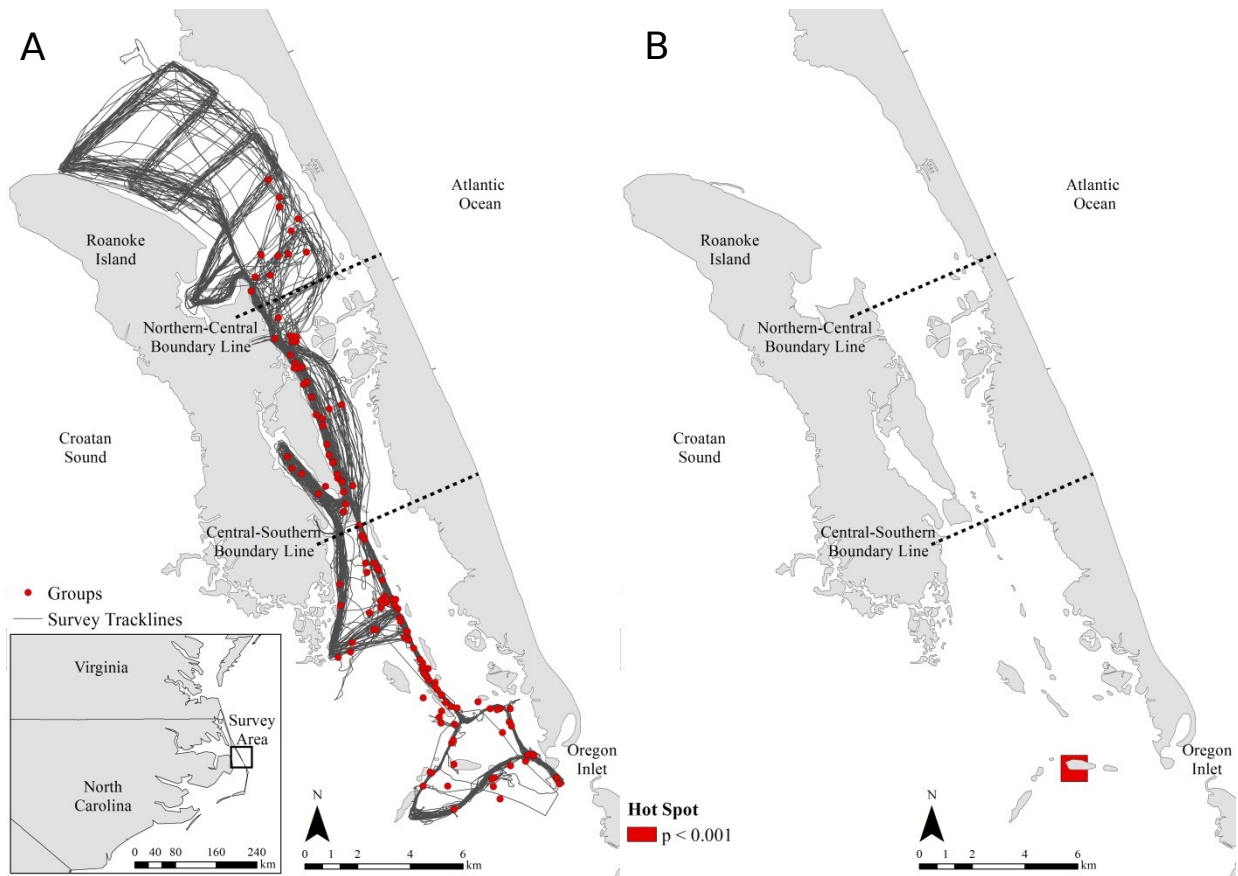 A
Atlantic
Ocean
Roanoke
Island
Northern-Central
Boundary Line
Croatan
Sound
Central-Southern
Boundary Line
Groups
Survey Tracklines
Virginia
Survey
Area
North
Carolina
0 40 80 160 240
km
Oregon
Inlet
N
0 1 2 4 6
km
B
Atlantic
Ocean
Roanoke
Island
Northern-Central
Boundary Line
Croatan
Sound
Central-Southern
Boundary Line
Oregon
Inlet
Hot Spot
p < 0.001
N
0 1 2 4 6
km